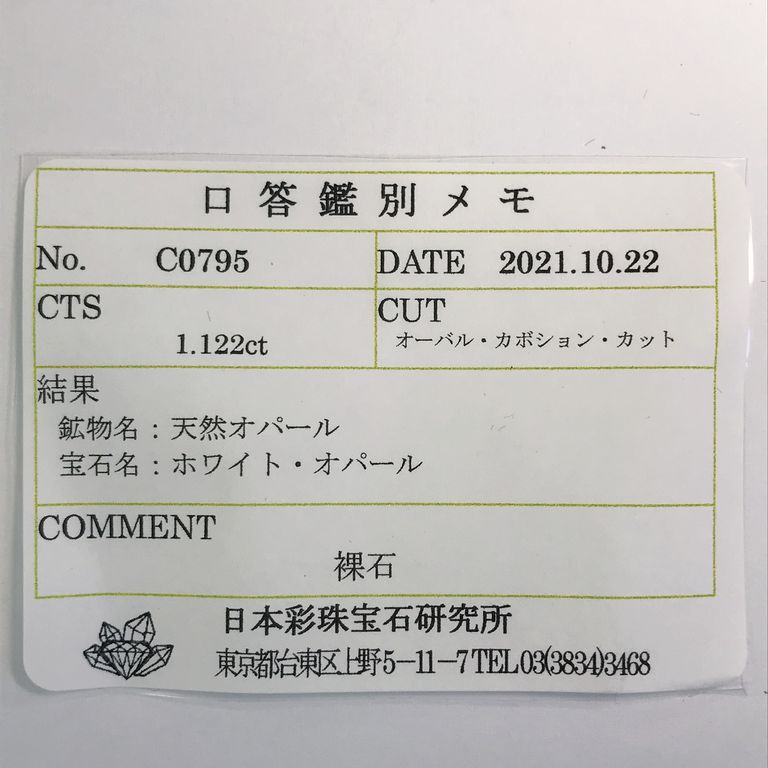 口答鑑別メモ
No. C0795 DATE 2021.10.22
CTS CUT
1.122ct オーバル・カボション・カット
結果
鉱物名：天然オパール
宝石名：ホワイト・オパール
COMMENT
裸石
日本彩珠宝石研究所
東京都台東区上野5-11-7 TEL 03(3834)3468